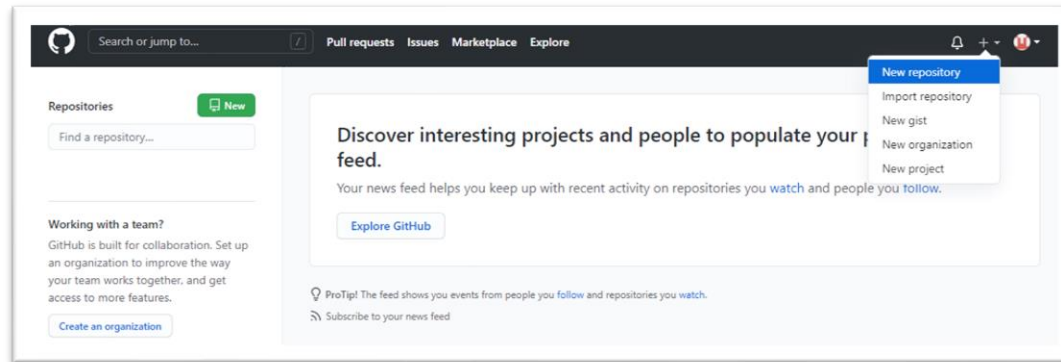 Search or jump to...
/
Pull requests Issues Marketplace Explore
New repository
Import repository
New gist
New organization
New project
Repositories
New
Find a repository...
Working with a team?
GitHub is built for collaboration. Set up
an organization to improve the way
your team works together, and get
access to more features.
Create an organization
Discover interesting projects and people to populate your
feed.
Your news feed helps you keep up with recent activity on repositories you watch and people you follow.
Explore GitHub
ProTip! The feed shows you events from people you follow and repositories you watch.
Subscribe to your news feed